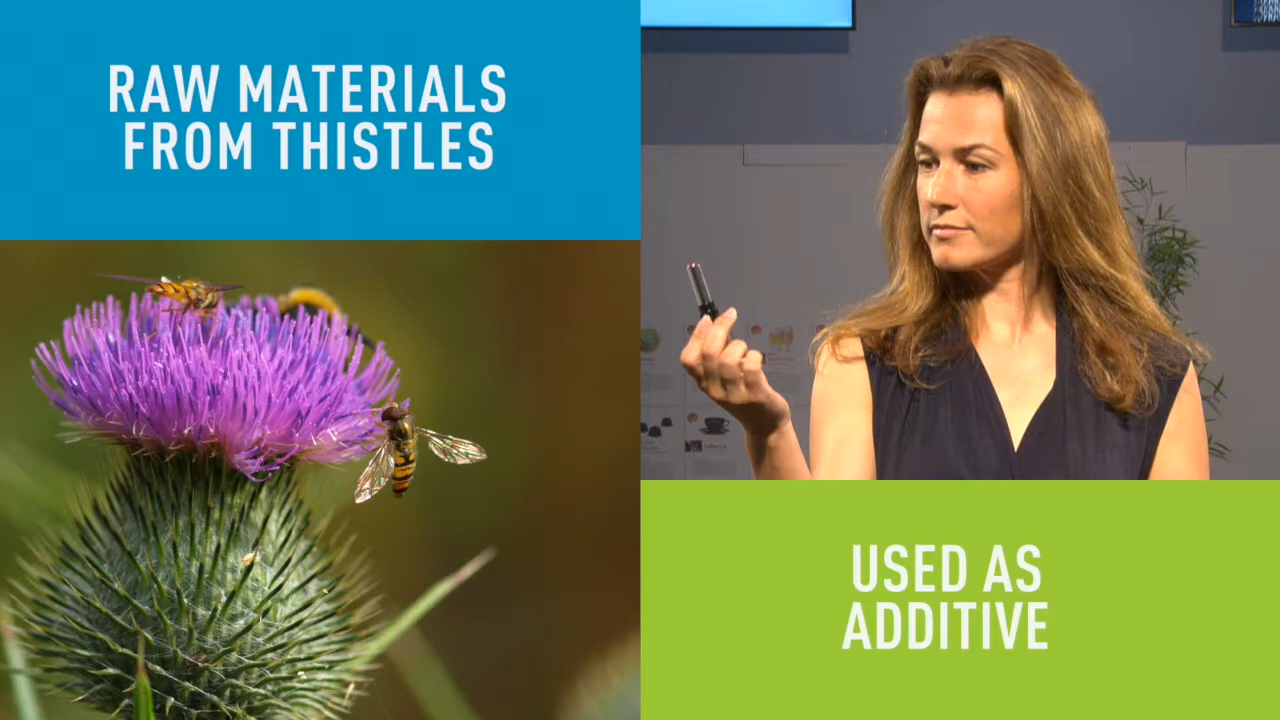 RAW MATERIALS
FROM THISTLES
USED AS
ADDITIVE